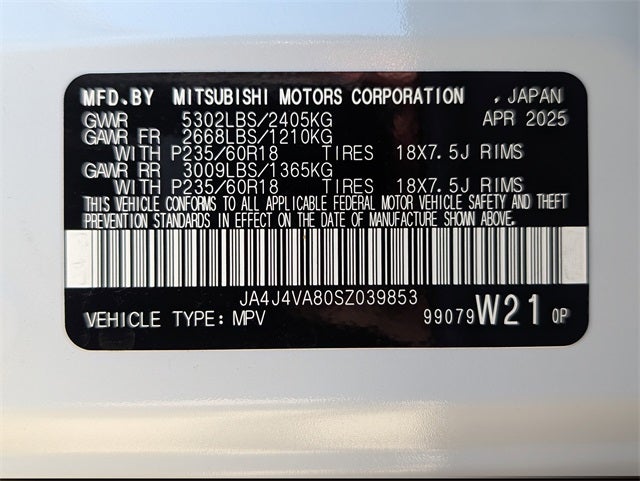 MFD.BY MITSUBISHI MOTORS CORPORATION , JAPAN
GVWR 5302LBS/2405KG APR 2025
GAWR FR 2668LBS/1210KG
WITH P235/60R18 TIRES 18X7.5J RIMS
GAWR RR 3009LBS/1365KG
WITH P235/60R18 TIRES 18X7.5J RIMS
THIS VEHICLE CONFORMS TO ALL APPLICABLE FEDERAL MOTOR VEHICLE SAFETY AND THEFT
PREVENTION STANDARDS IN EFFECT ON THE DATE OF MANUFACTURE SHOWN ABOVE.
JA4J4VA80SZ039853
VEHICLE TYPE:MPV 99079W21 0P